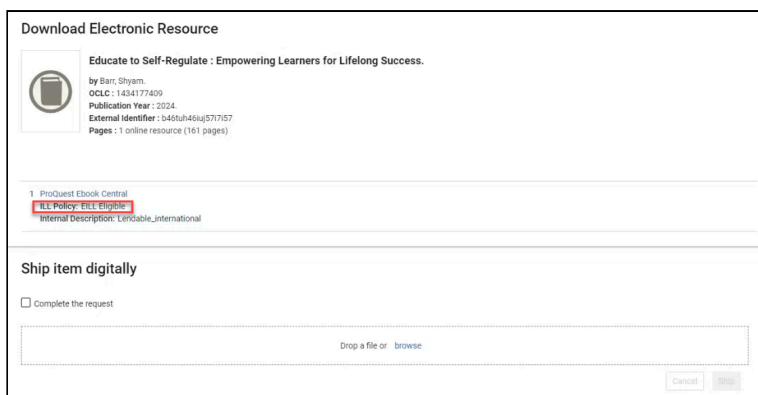 Download Electronic Resource
Educate to Self-Regulate : Empowering Learners for Lifelong Success.
by Barr, Shyam.
OCLC : 1434177409
Publication Year : 2024.
External Identifier : b46tuh46iuj57i7i57
Pages : 1 online resource (161 pages)
1 ProQuest Ebook Central
ILL Policy: EILL Eligible
Internal Description: Lendable_international
Ship item digitally
Complete the request
Drop a file or browse
Cancel Ship